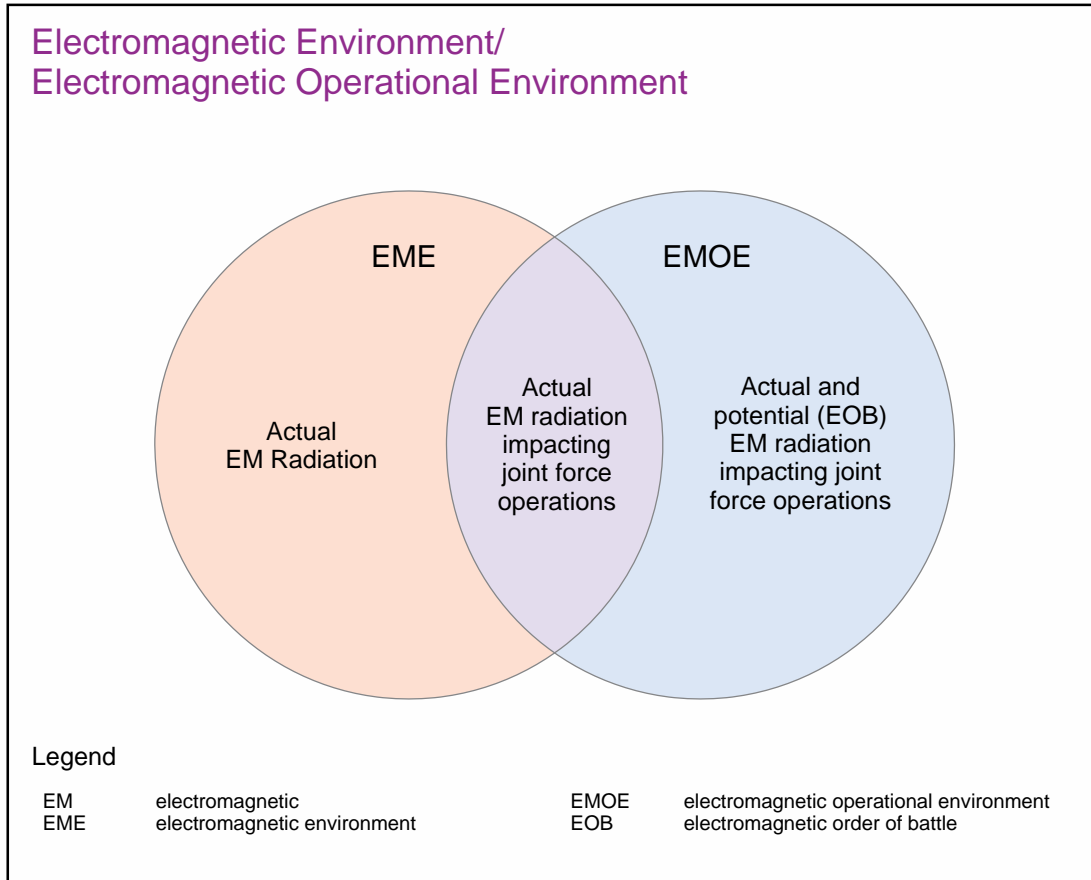 Electromagnetic Environment/
Electromagnetic Operational Environment
EME
EMOE
Actual
EM Radiation
Actual
EM radiation
impacting
joint force
operations
Actual and
potential (EOB)
EM radiation
impacting joint
force operations
Legend
EM electromagnetic
EME electromagnetic environment
EMOE electromagnetic operational environment
EOB electromagnetic order of battle